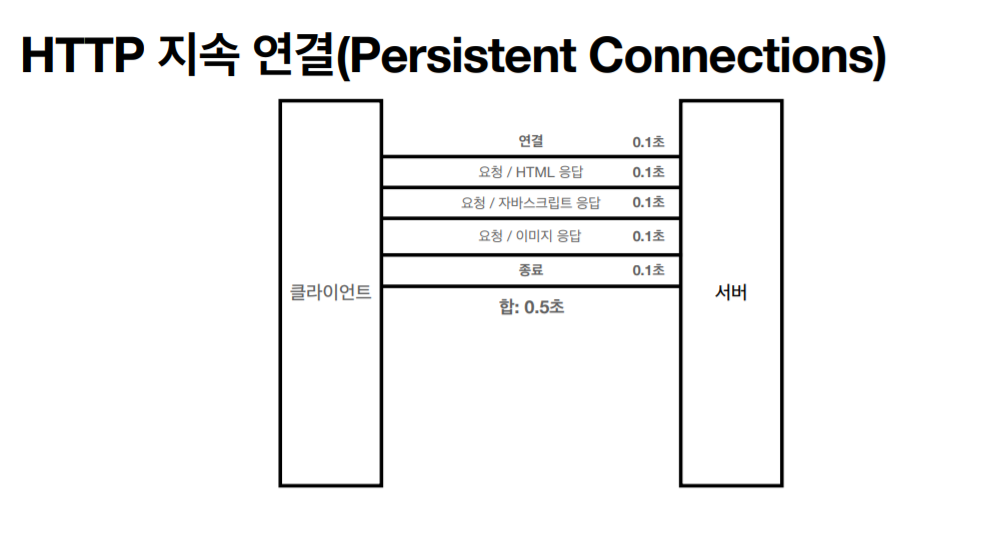 HTTP 지속 연결(Persistent Connections)
연결 0.1초
요청 / HTML 응답 0.1초
요청 / 자바스크립트 응답 0.1초
요청 / 이미지 응답 0.1초
종료 0.1초
클라이언트
서버
합: 0.5초